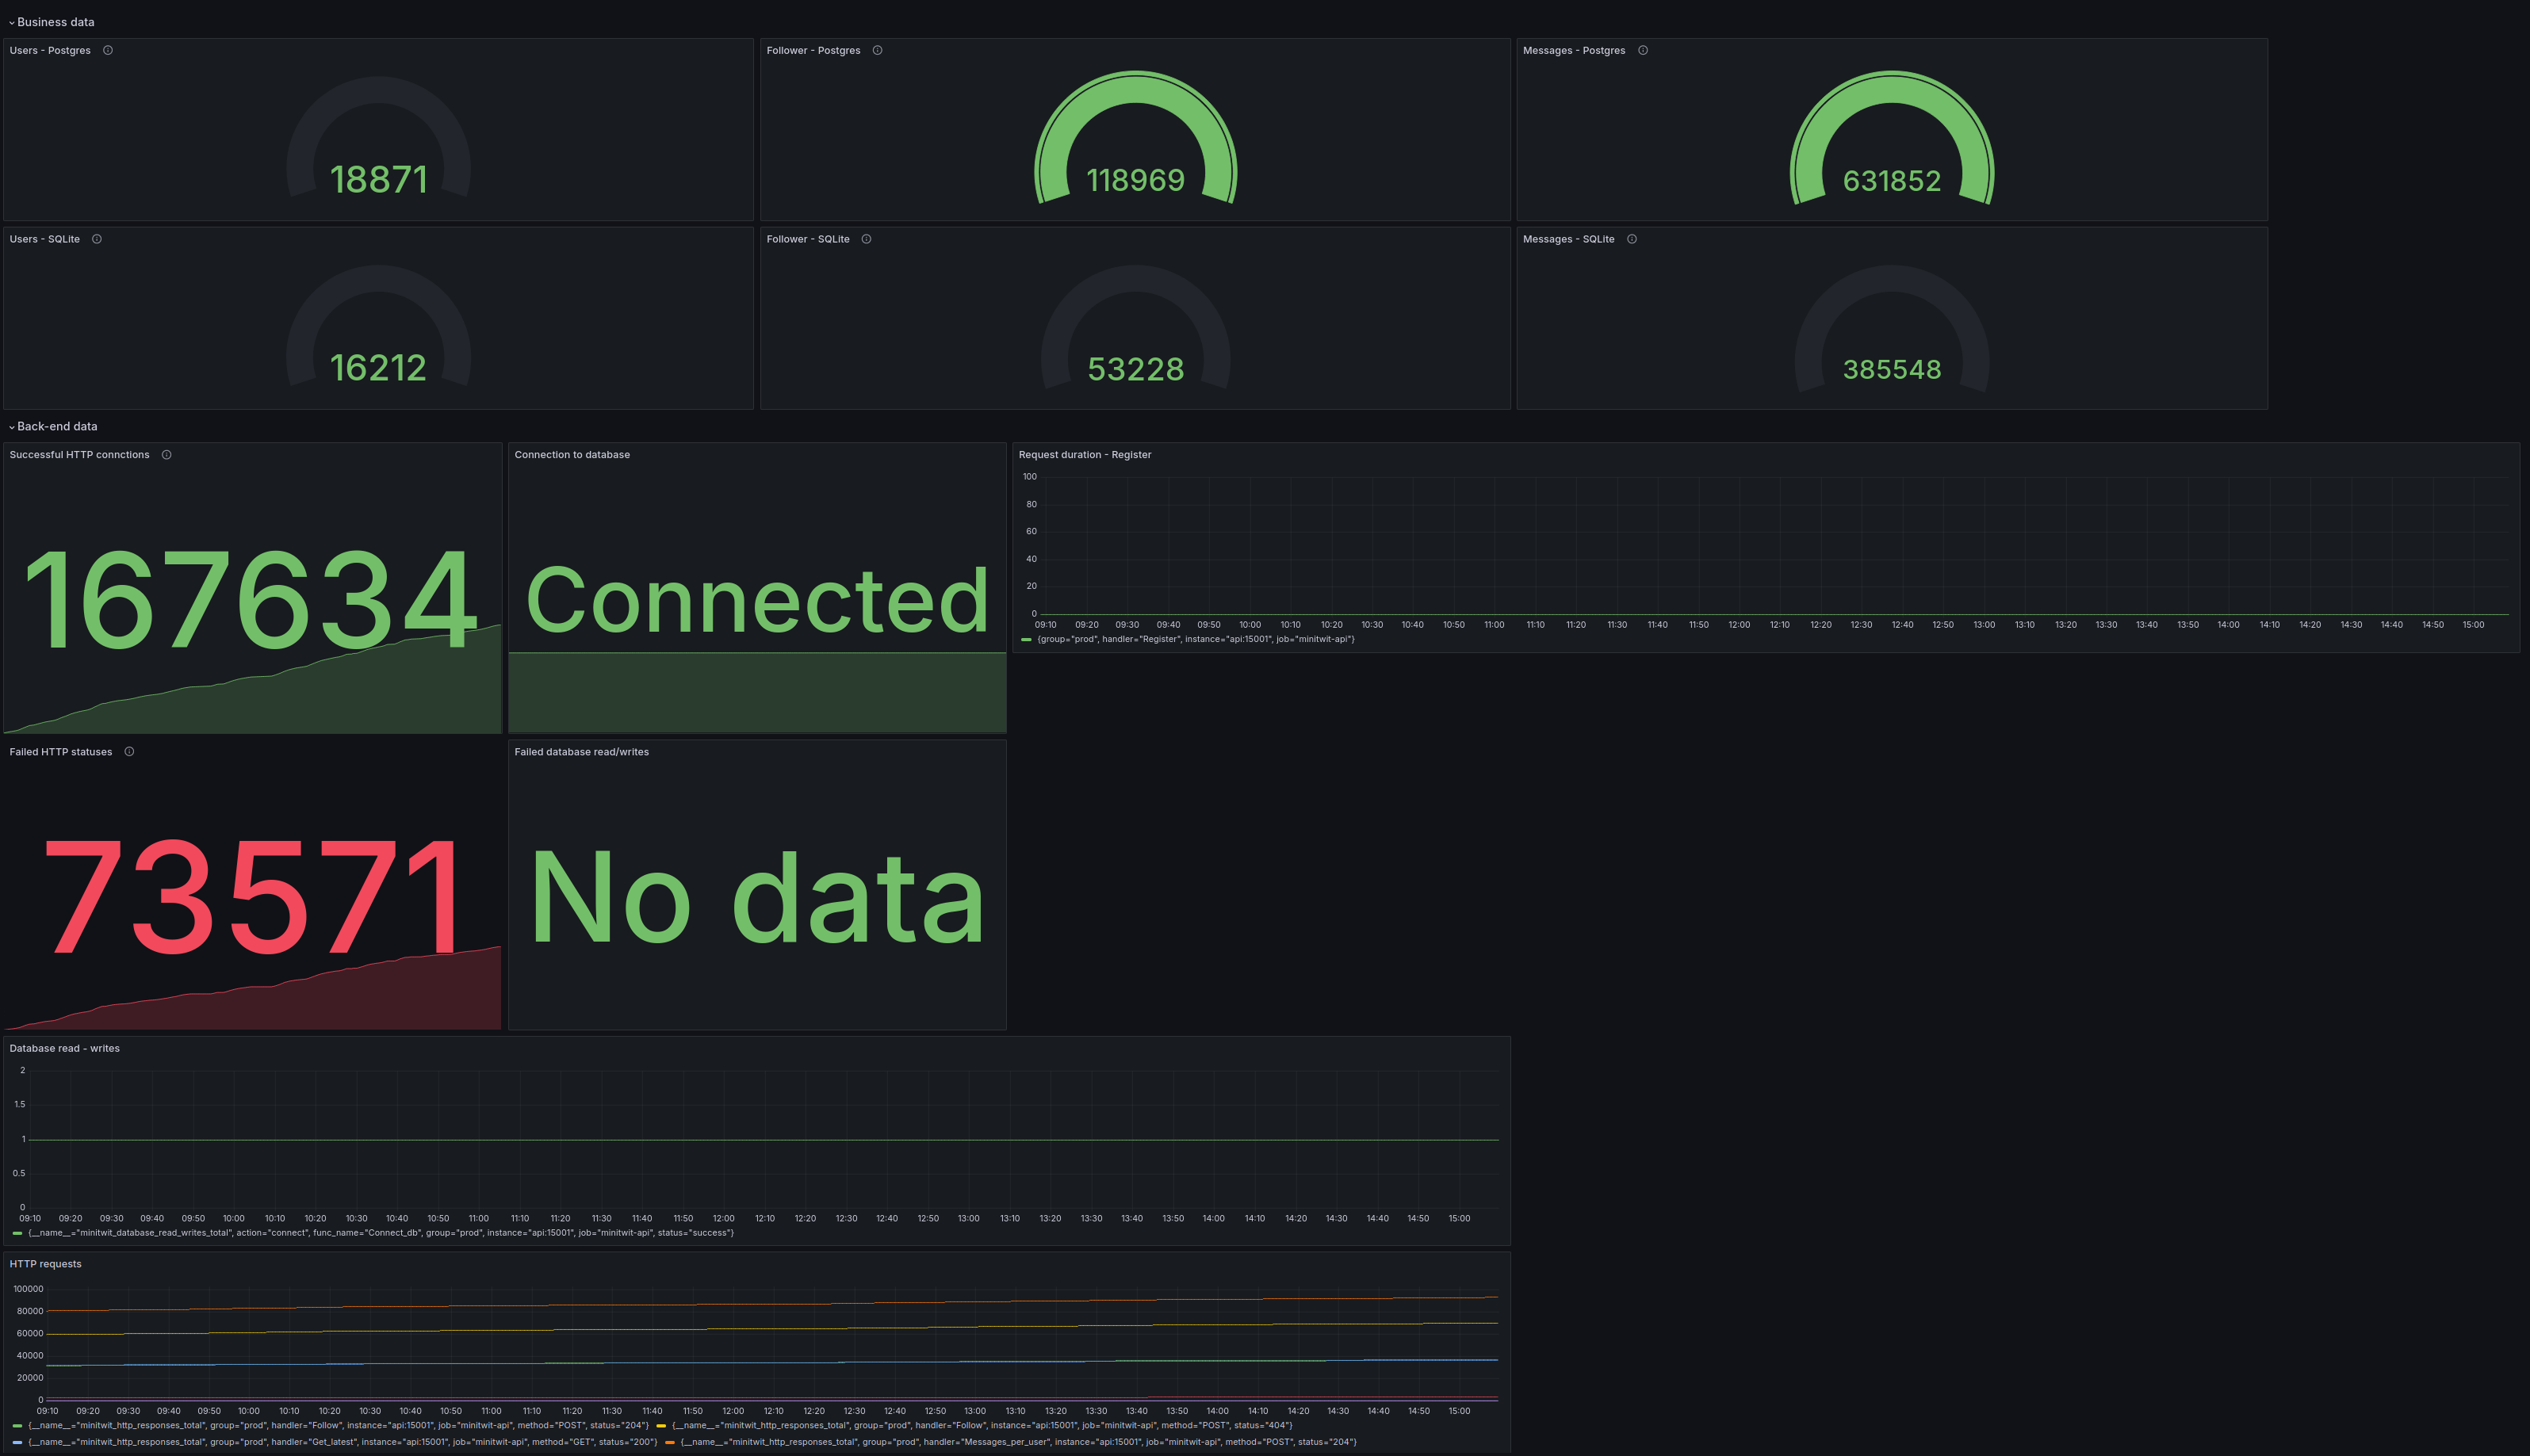 Business data
Users - Postgres
Follower - Postgres
Messages - Postgres
18871
118969
631852
Users - SQLite
Follower - SQLite
Messages - SQLite
16212
53228
385548
Back-end data
Successful HTTP connctions
167634
Connection to database
Connected
Request duration - Register
100
80
60
40
20
0
09:10 09:20 09:30 09:40 09:50 10:00 10:10 10:20 10:30 10:40 10:50 11:00 11:10 11:20 11:30 11:40 11:50 12:00 12:10 12:20 12:30 12:40 12:50 13:00 13:10 13:20 13:30 13:40 13:50 14:00 14:10 14:20 14:30 14:40 14:50 15:00
{group="prod", handler="Register", instance="api:15001", job="minitwit-api"}
Failed HTTP statuses
73571
Failed database read/writes
No data
Database read - writes
2
1.5
1
0.5
0
09:10 09:20 09:30 09:40 09:50 10:00 10:10 10:20 10:30 10:40 10:50 11:00 11:10 11:20 11:30 11:40 11:50 12:00 12:10 12:20 12:30 12:40 12:50 13:00 13:10 13:20 13:30 13:40 13:50 14:00 14:10 14:20 14:30 14:40 14:50 15:00
{__name__="minitwit_database_read_writes_total", action="connect", func_name="Connect_db", group="prod", instance="api:15001", job="minitwit-api", status="success"}
HTTP requests
100000
80000
60000
40000
20000
0
09:10 09:20 09:30 09:40 09:50 10:00 10:10 10:20 10:30 10:40 10:50 11:00 11:10 11:20 11:30 11:40 11:50 12:00 12:10 12:20 12:30 12:40 12:50 13:00 13:10 13:20 13:30 13:40 13:50 14:00 14:10 14:20 14:30 14:40 14:50 15:00
{__name__="minitwit_http_responses_total", group="prod", handler="Follow", instance="api:15001", job="minitwit-api", method="POST", status="204"} {__name__="minitwit_http_responses_total", group="prod", handler="Follow", instance="api:15001", job="minitwit-api", method="POST", status="404"}
{__name__="minitwit_http_responses_total", group="prod", handler="Get_latest", instance="api:15001", job="minitwit-api", method="GET", status="200"} {__name__="minitwit_http_responses_total", group="prod", handler="Messages_per_user", instance="api:15001", job="minitwit-api", method="POST", status="204"}